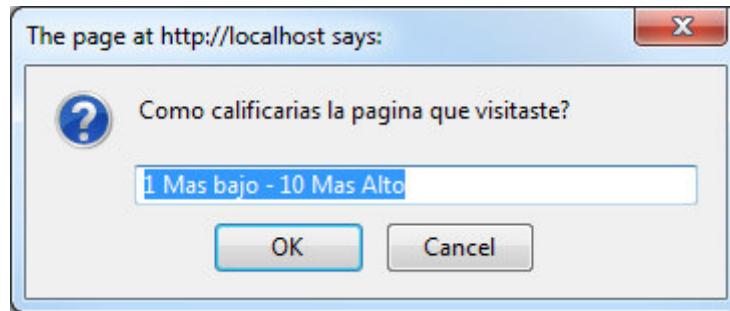 The page at http://localhost says:
Como calificarias la pagina que visitaste?
1 Mas bajo - 10 Mas Alto
OK Cancel